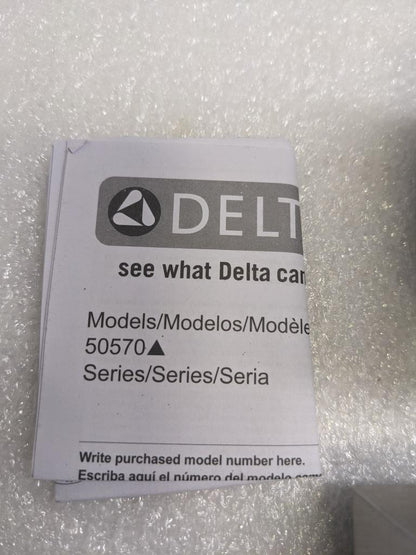 DELT
see what Delta can
Models/Modelos/Modèle
50570▲
Series/Series/Seria
Write purchased model number here.
Escriba aquí el número del modelo